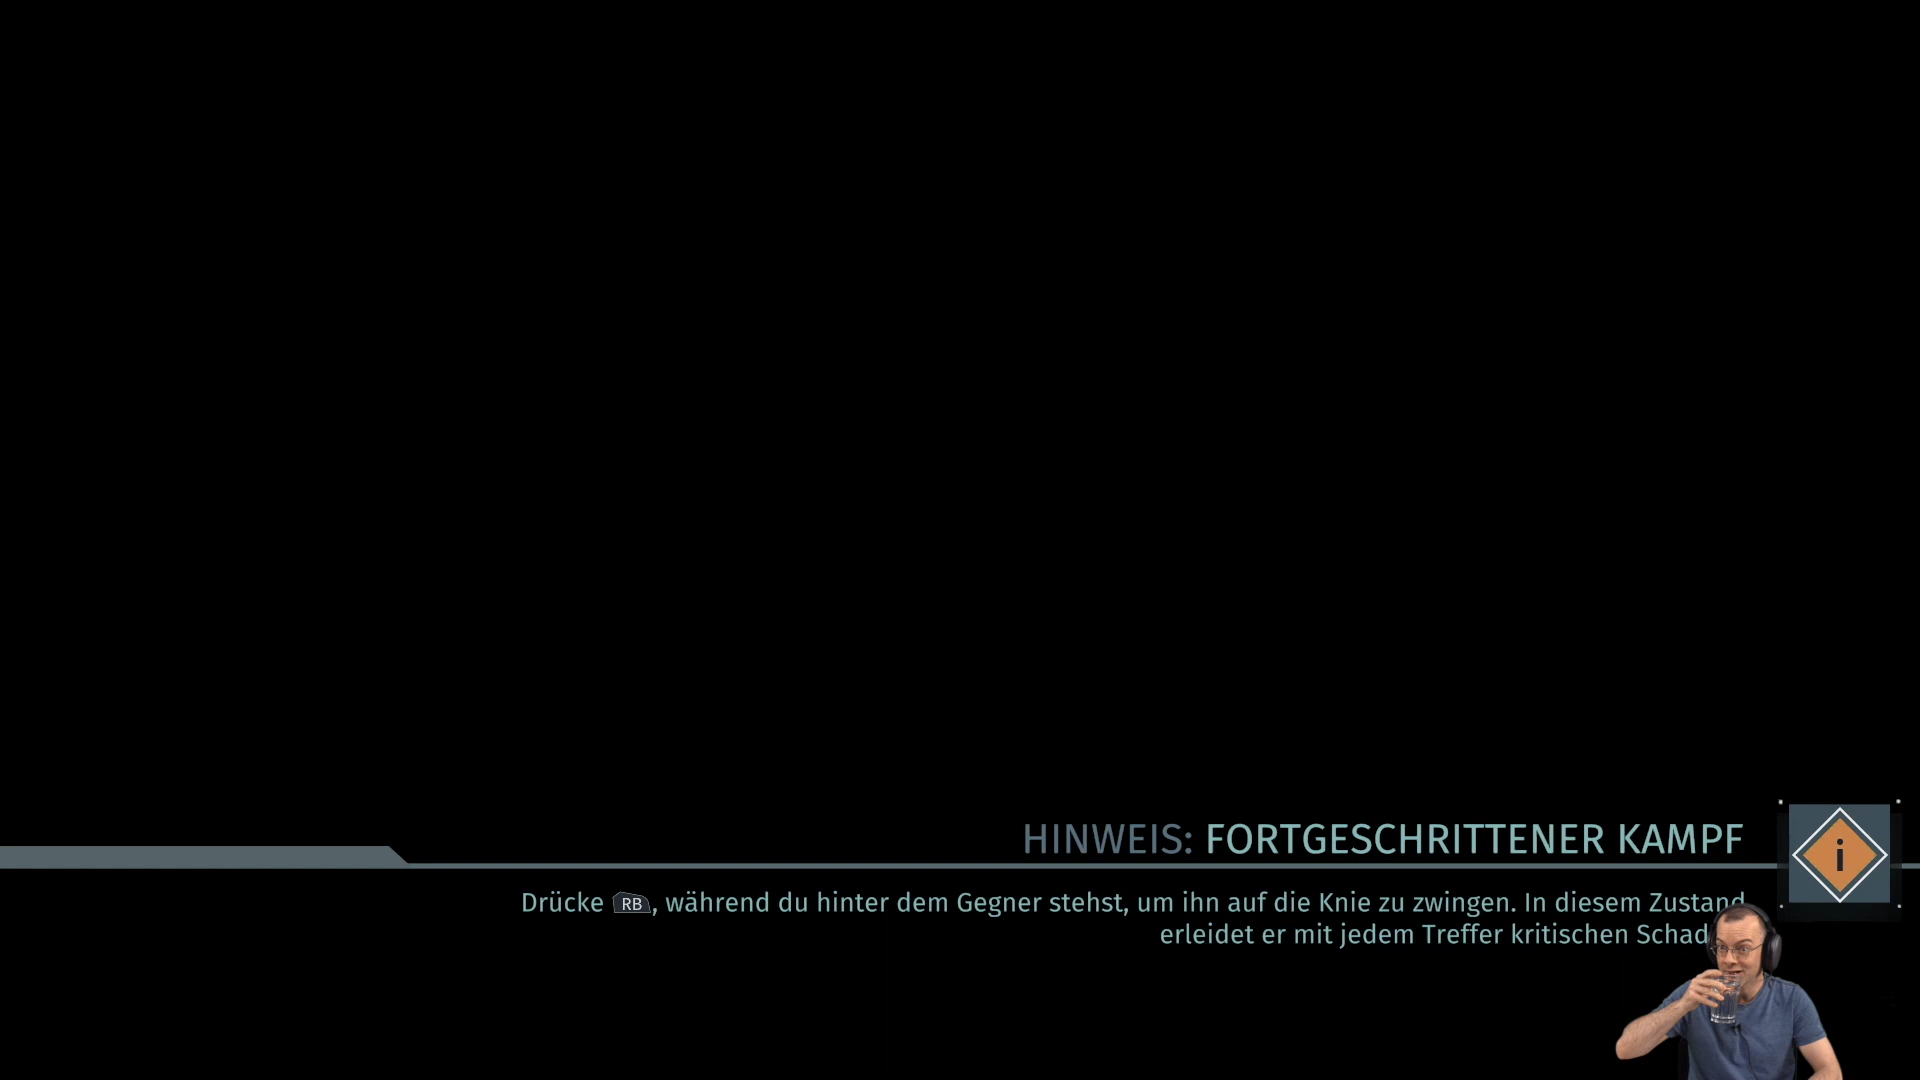 HINWEIS: FORTGESCHRITTENER KAMPF
i
Drücke RB, während du hinter dem Gegner stehst, um ihn auf die Knie zu zwingen. In diesem Zustand
erleidet er mit jedem Treffer kritischen Schad